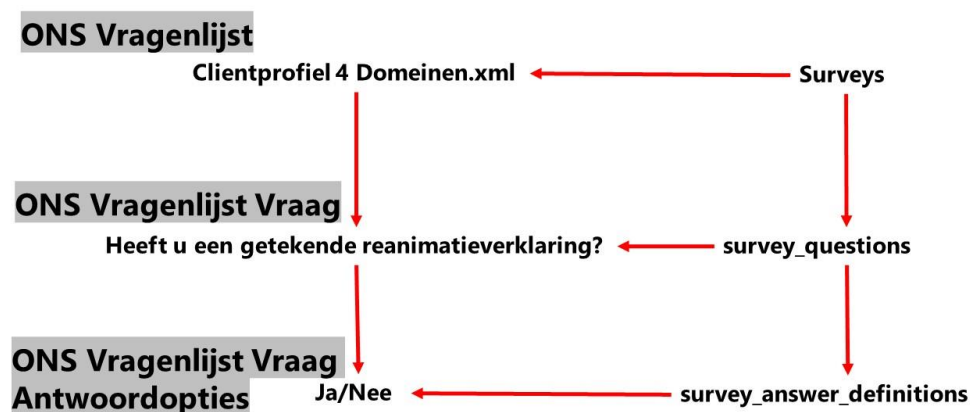 ONS Vragenlijst
Clientprofiel 4 Domeinen.xml
Surveys
ONS Vragenlijst Vraag
Heeft u een getekende reanimatieverklaring?
survey_questions
ONS Vragenlijst Vraag
Antwoordopties
Ja/Nee
survey_answer_definitions